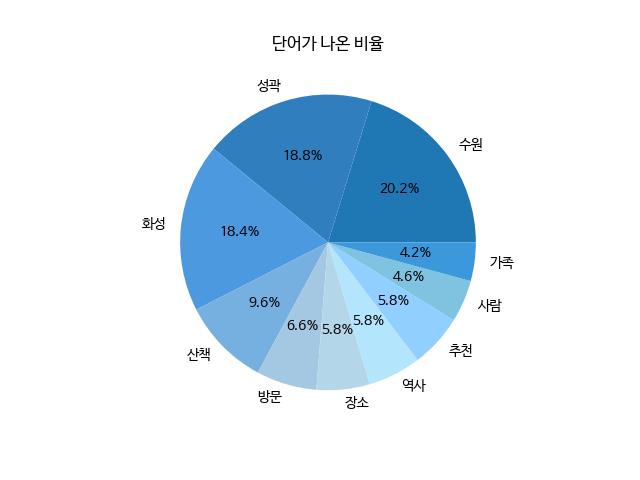 단어가 나온 비율
성곽
수원
18.8%
20.2%
화성
18.4%
4.2%
가족
4.6%
9.6%
5.8%
사람
6.6%
5.8%
5.8%
산책
추천
역사
방문
장소